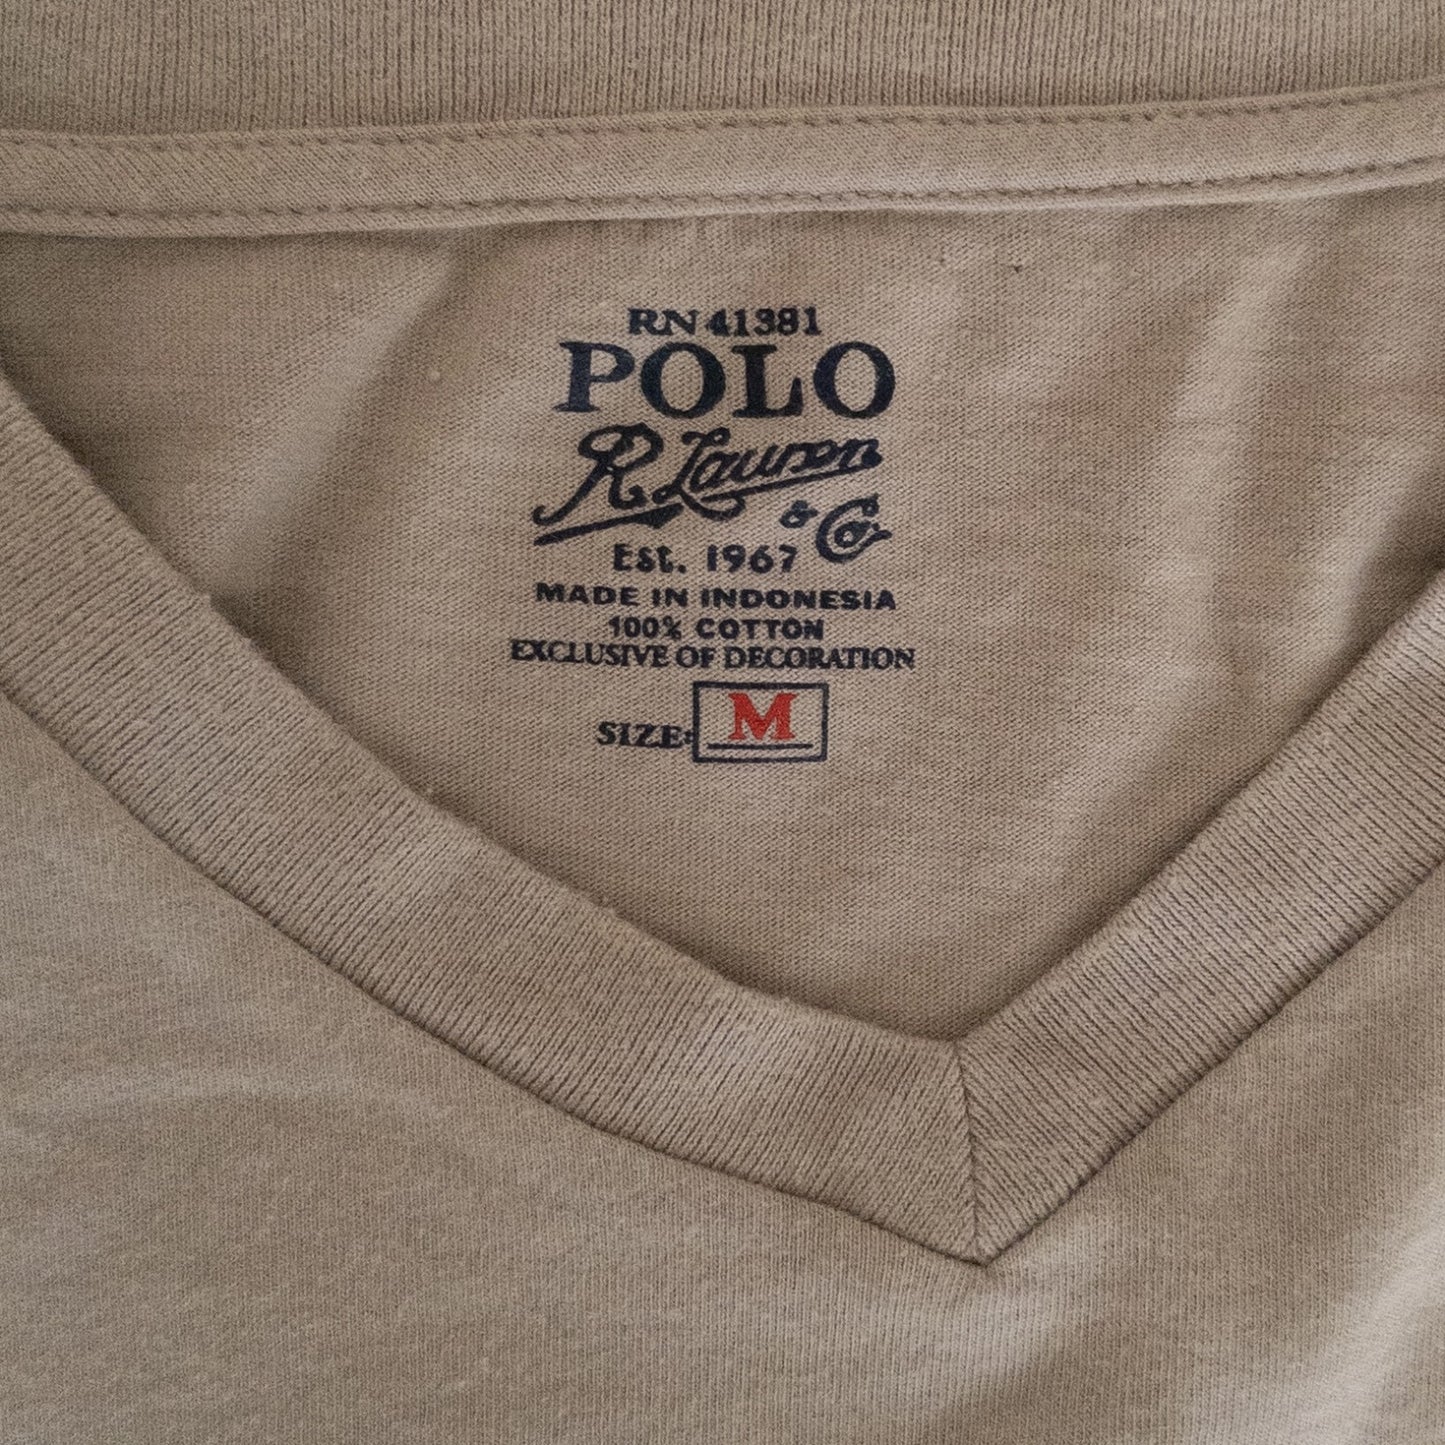 RN 41381
POLO
R Lauren
& Co
Est. 1967
MADE IN INDONESIA
100% COTTON
EXCLUSIVE OF DECORATION
SIZE: M